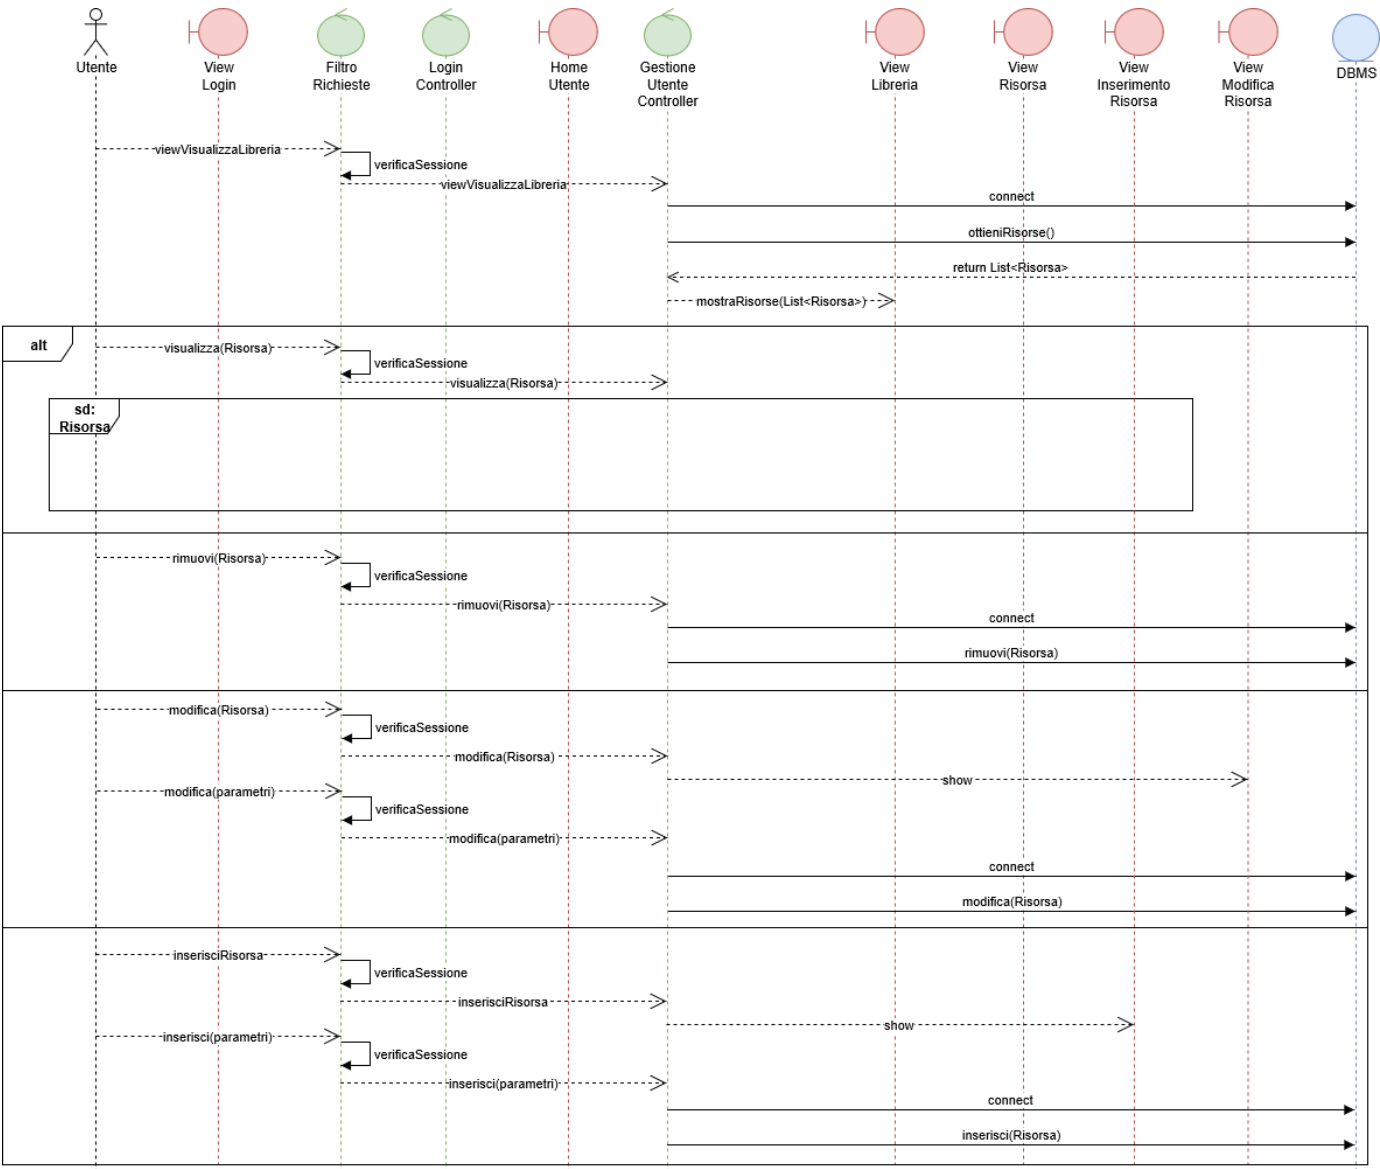 Utente
View
Login
Filtro
Richieste
Login
Controller
Home
Utente
Gestione
Utente
Controller
View
Libreria
View
Risorsa
View
Inserimento
Risorsa
View
Modifica
Risorsa
DBMS
viewVisualizzaLibreria
verificaSessione
viewVisualizzaLibreria
connect
ottieniRisorse()
return List<Risorsa>
mostraRisorse(List<Risorsa>)
alt
visualizza(Risorsa)
verificaSessione
visualizza(Risorsa)
sd:
Risorsa
rimuovi(Risorsa)
verificaSessione
rimuovi(Risorsa)
connect
rimuovi(Risorsa)
modifica(Risorsa)
verificaSessione
modifica(Risorsa)
show
modifica(parametri)
verificaSessione
modifica(parametri)
connect
modifica(Risorsa)
inserisciRisorsa
verificaSessione
inserisciRisorsa
show
inserisci(parametri)
verificaSessione
inserisci(parametri)
connect
inserisci(Risorsa)